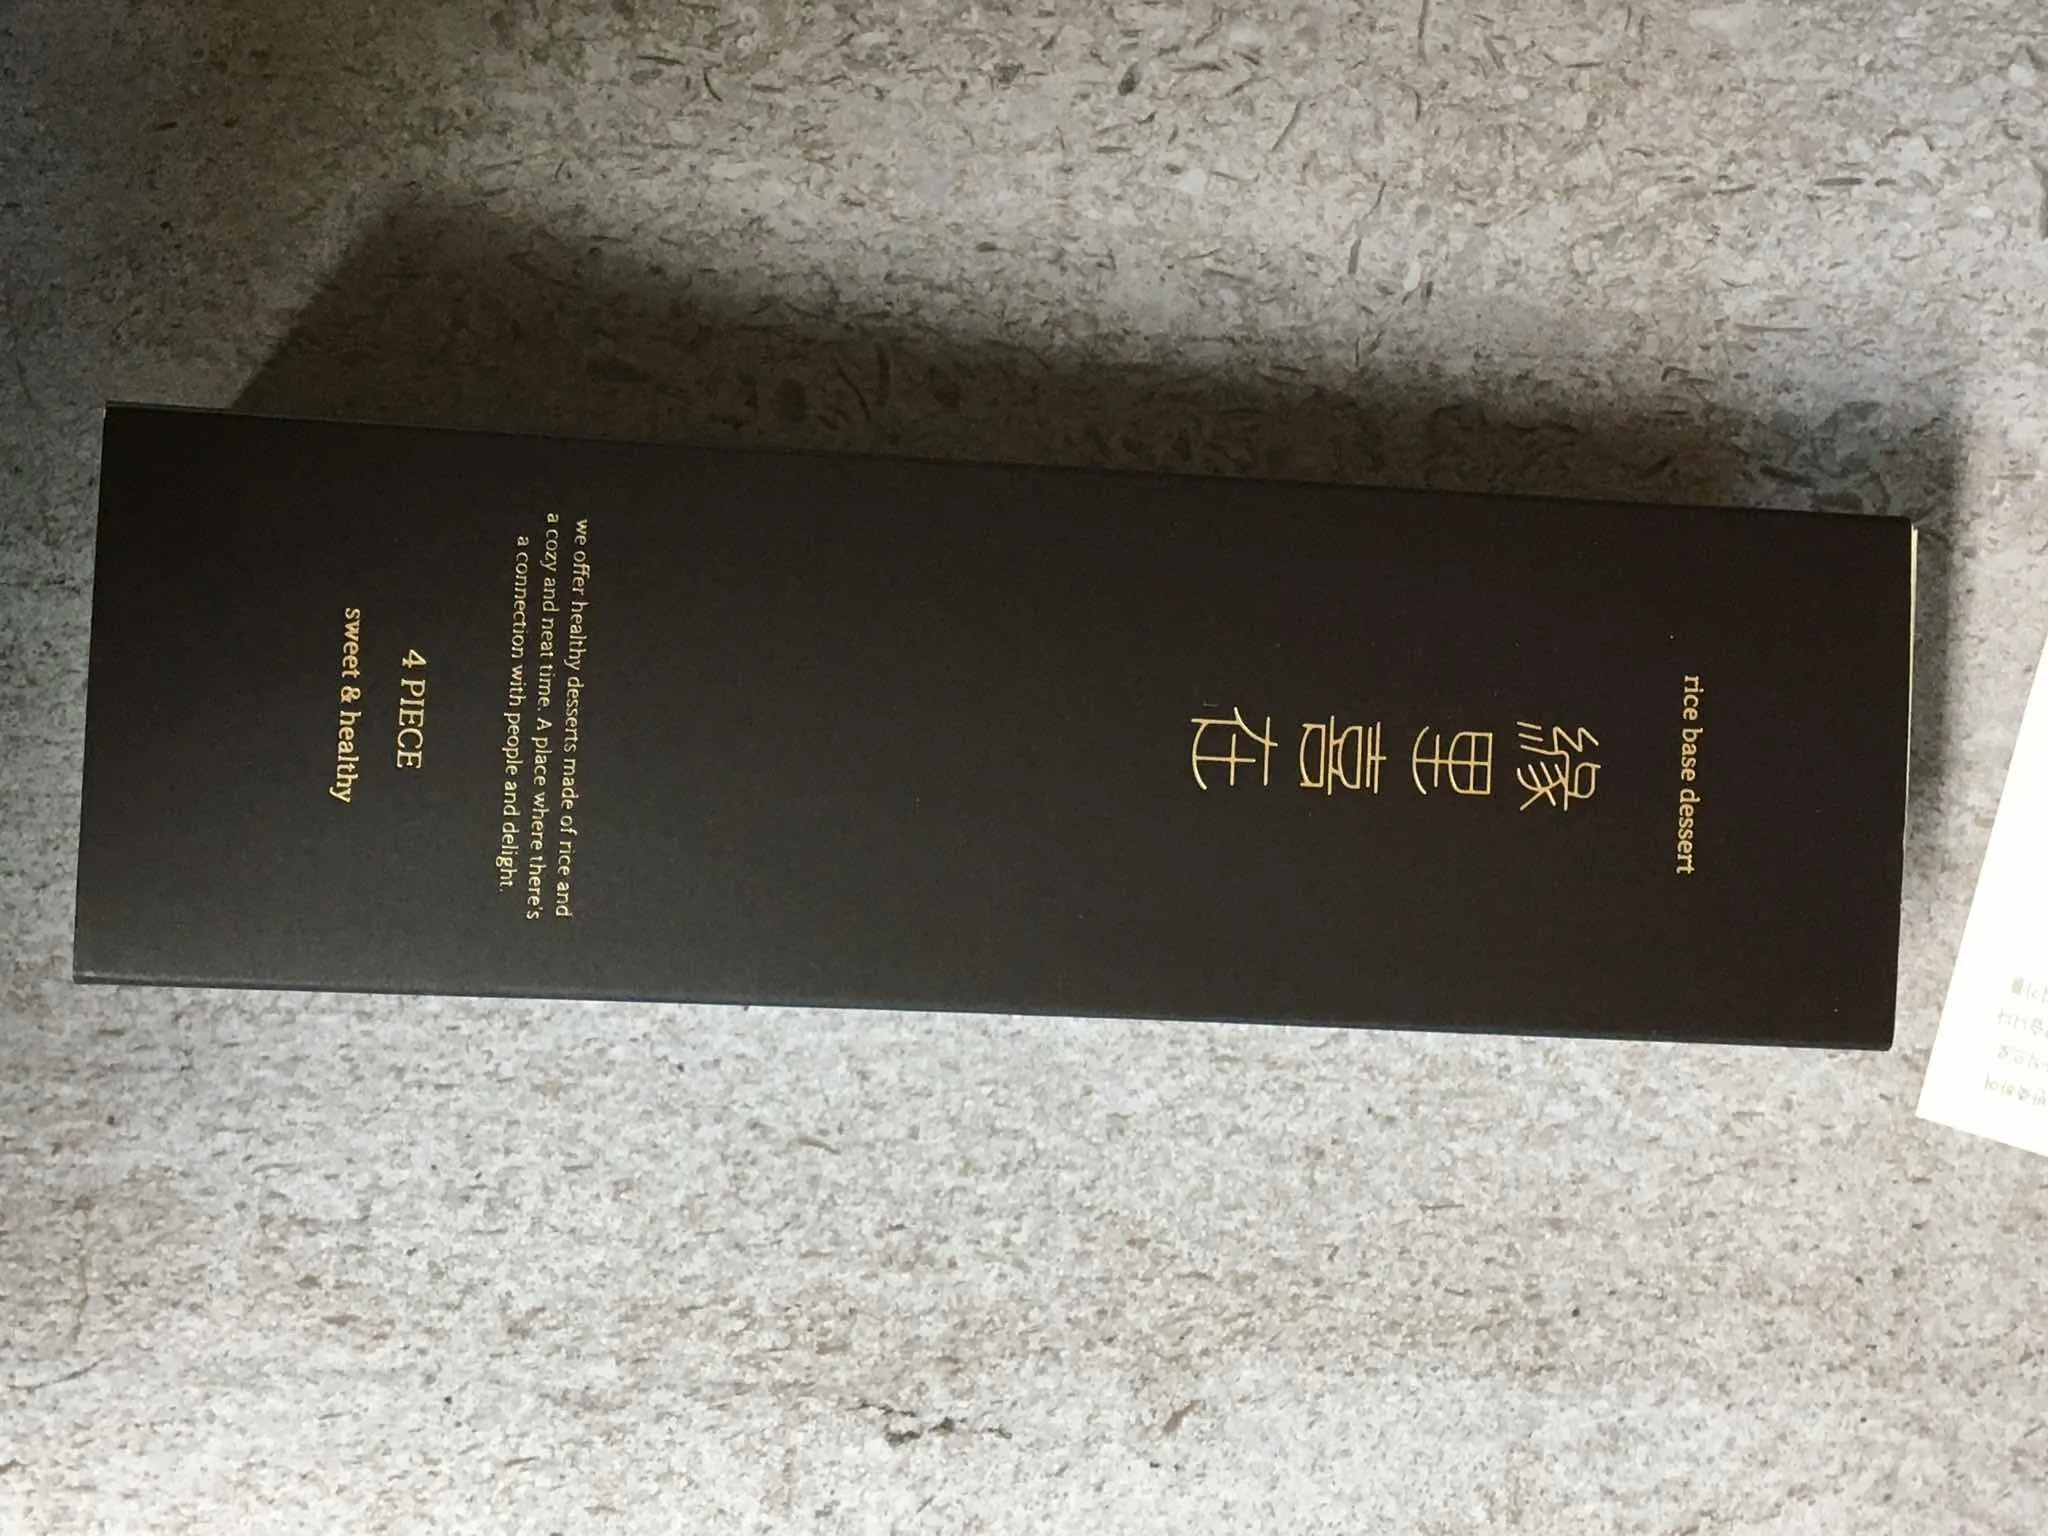 rice base dessert
緣
里
喜
在
we offer healthy desserts made of rice and
a cozy and neat time. A place where there's
a connection with people and delight.
4 PIECE
sweet & healthy